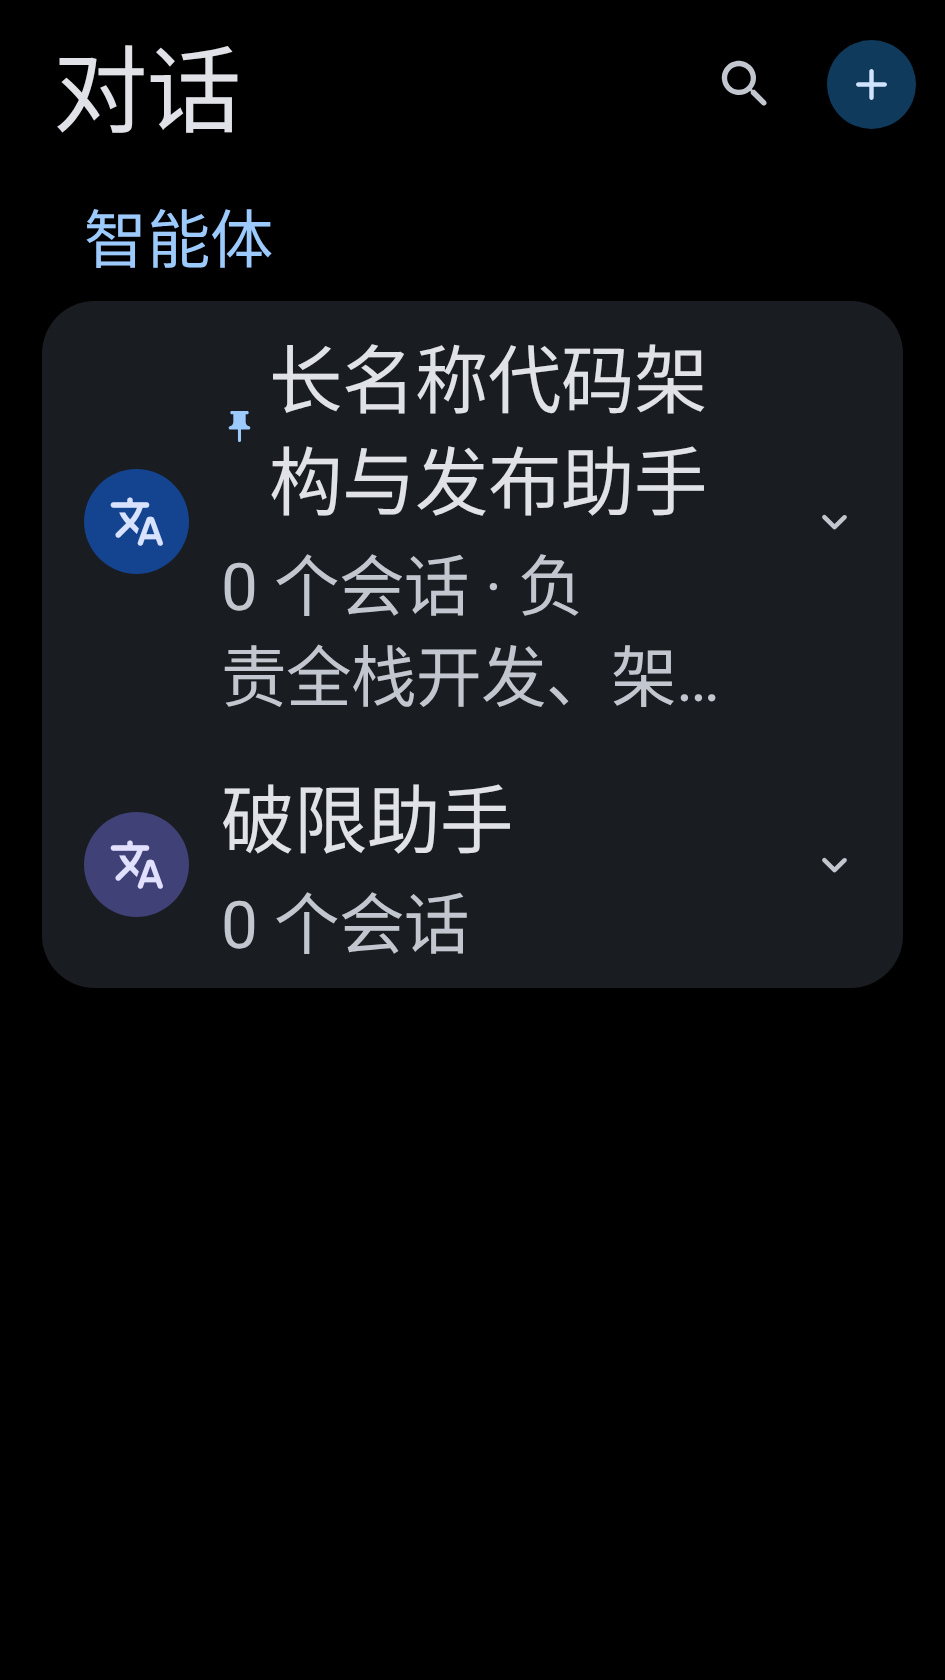 对话
智能体
长名称代码架
构与发布助手
0 个会话 · 负
责全栈开发、架...
破限助手
0 个会话